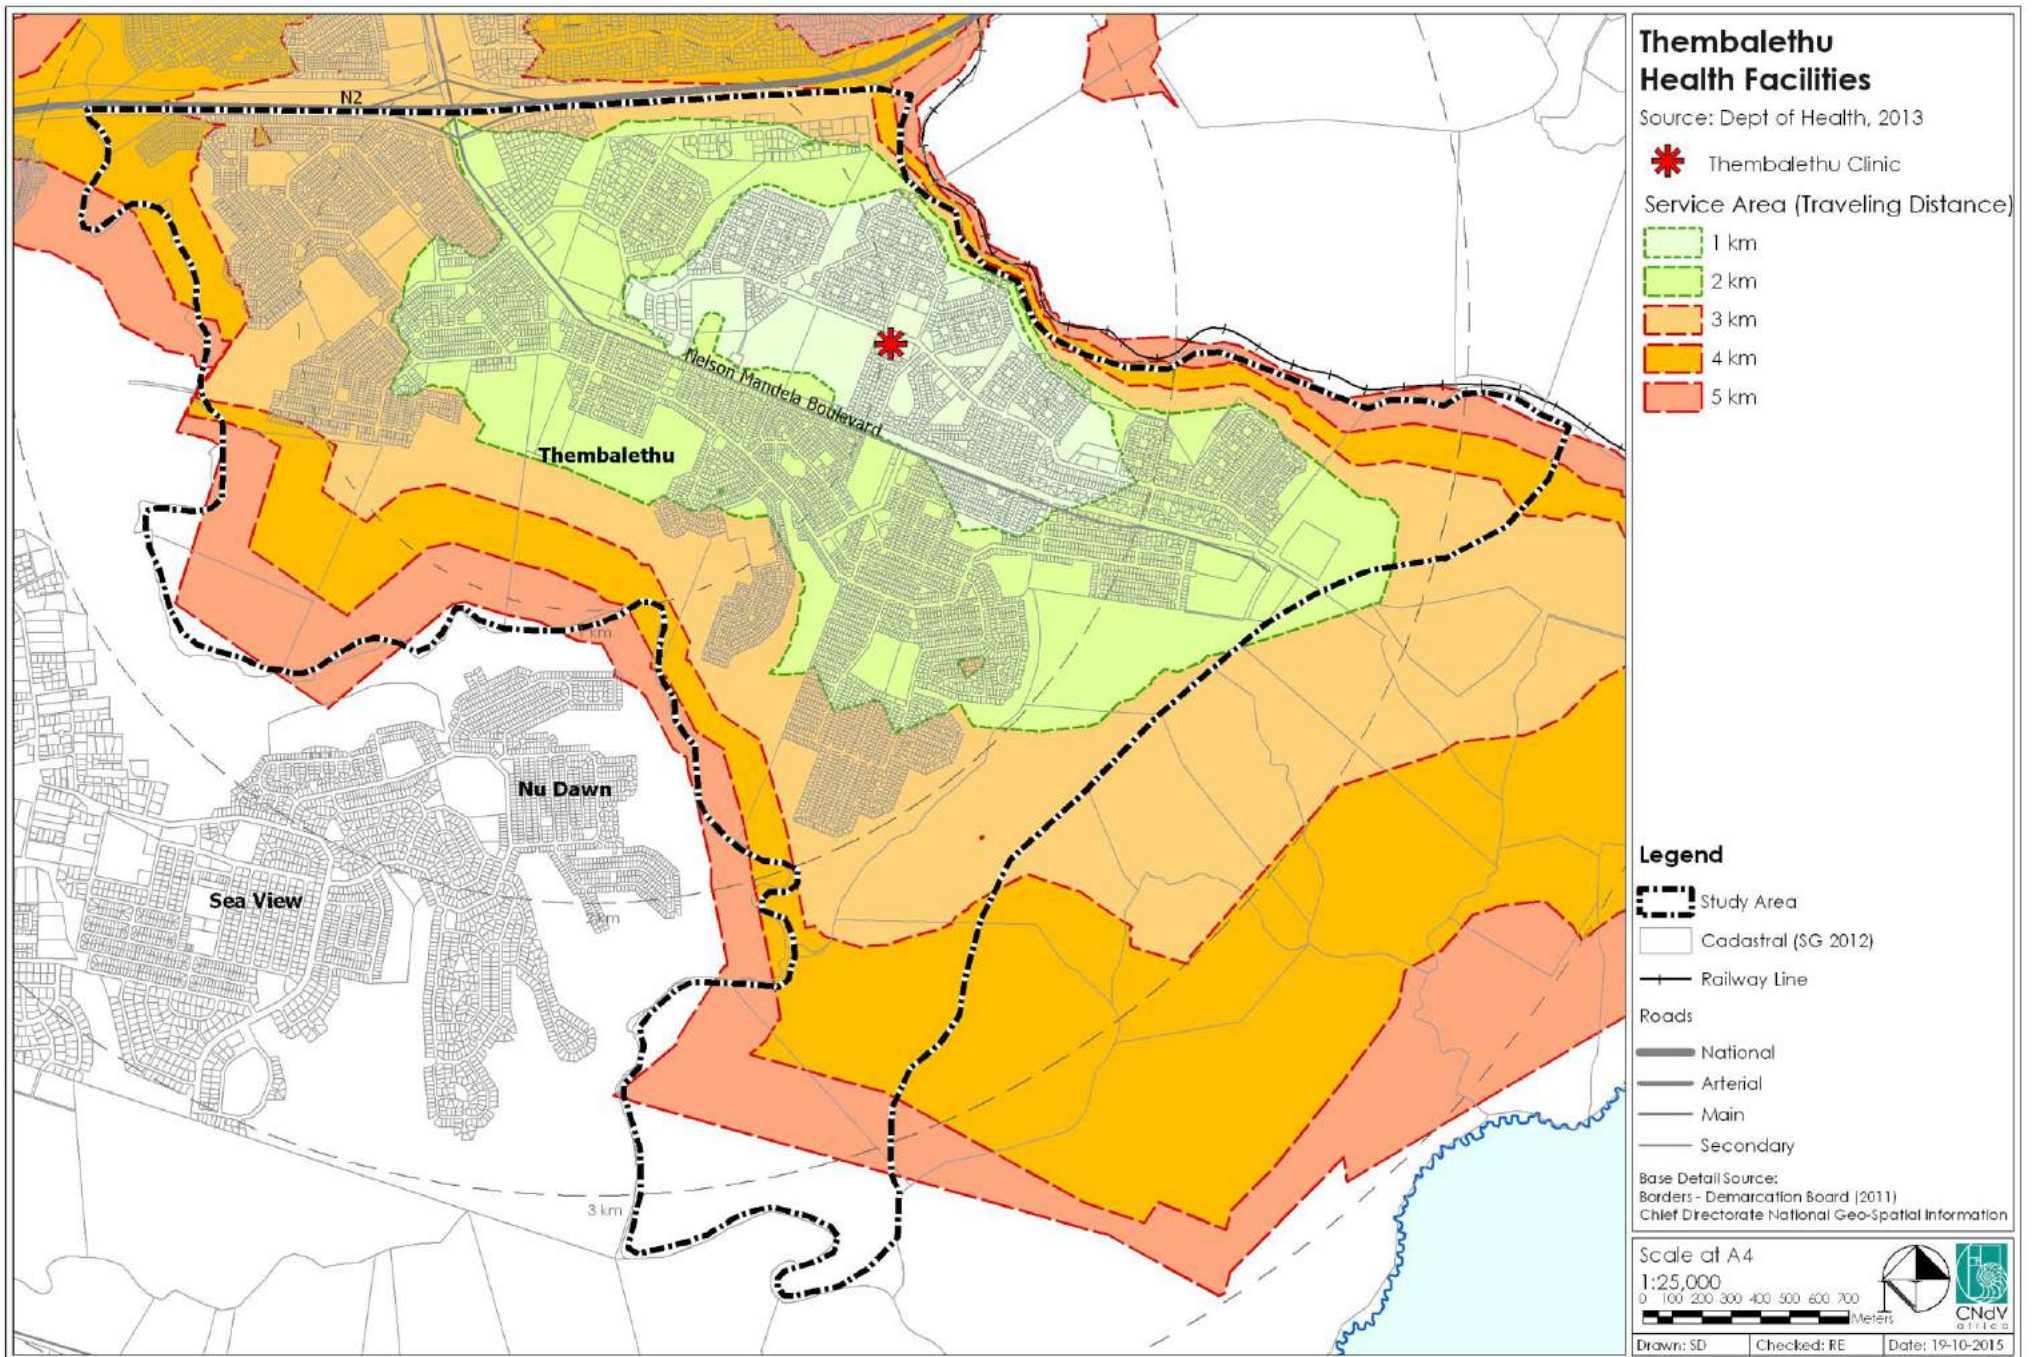 N2
Nelson Mandela Boulevard
Thembalethu
1 km
Nu Dawn
Sea View
2 km
3 km
Thembalethu
Health Facilities
Source: Dept of Health, 2013
Thembalethu Clinic
Service Area (Traveling Distance)
1 km
2 km
3 km
4 km
5 km
Legend
Study Area
Cadastral (SG 2012)
Railway Line
Roads
National
Arterial
Main
Secondary
Base Detail Source:
Borders - Demarcation Board (2011)
Chief Directorate National Geo-Spatial Information
Scale at A4
1:25,000
0 100 200 300 400 500 600 700
Meters
CNdV
africa
Drawn: SD
Checked: RE
Date: 19-10-2015